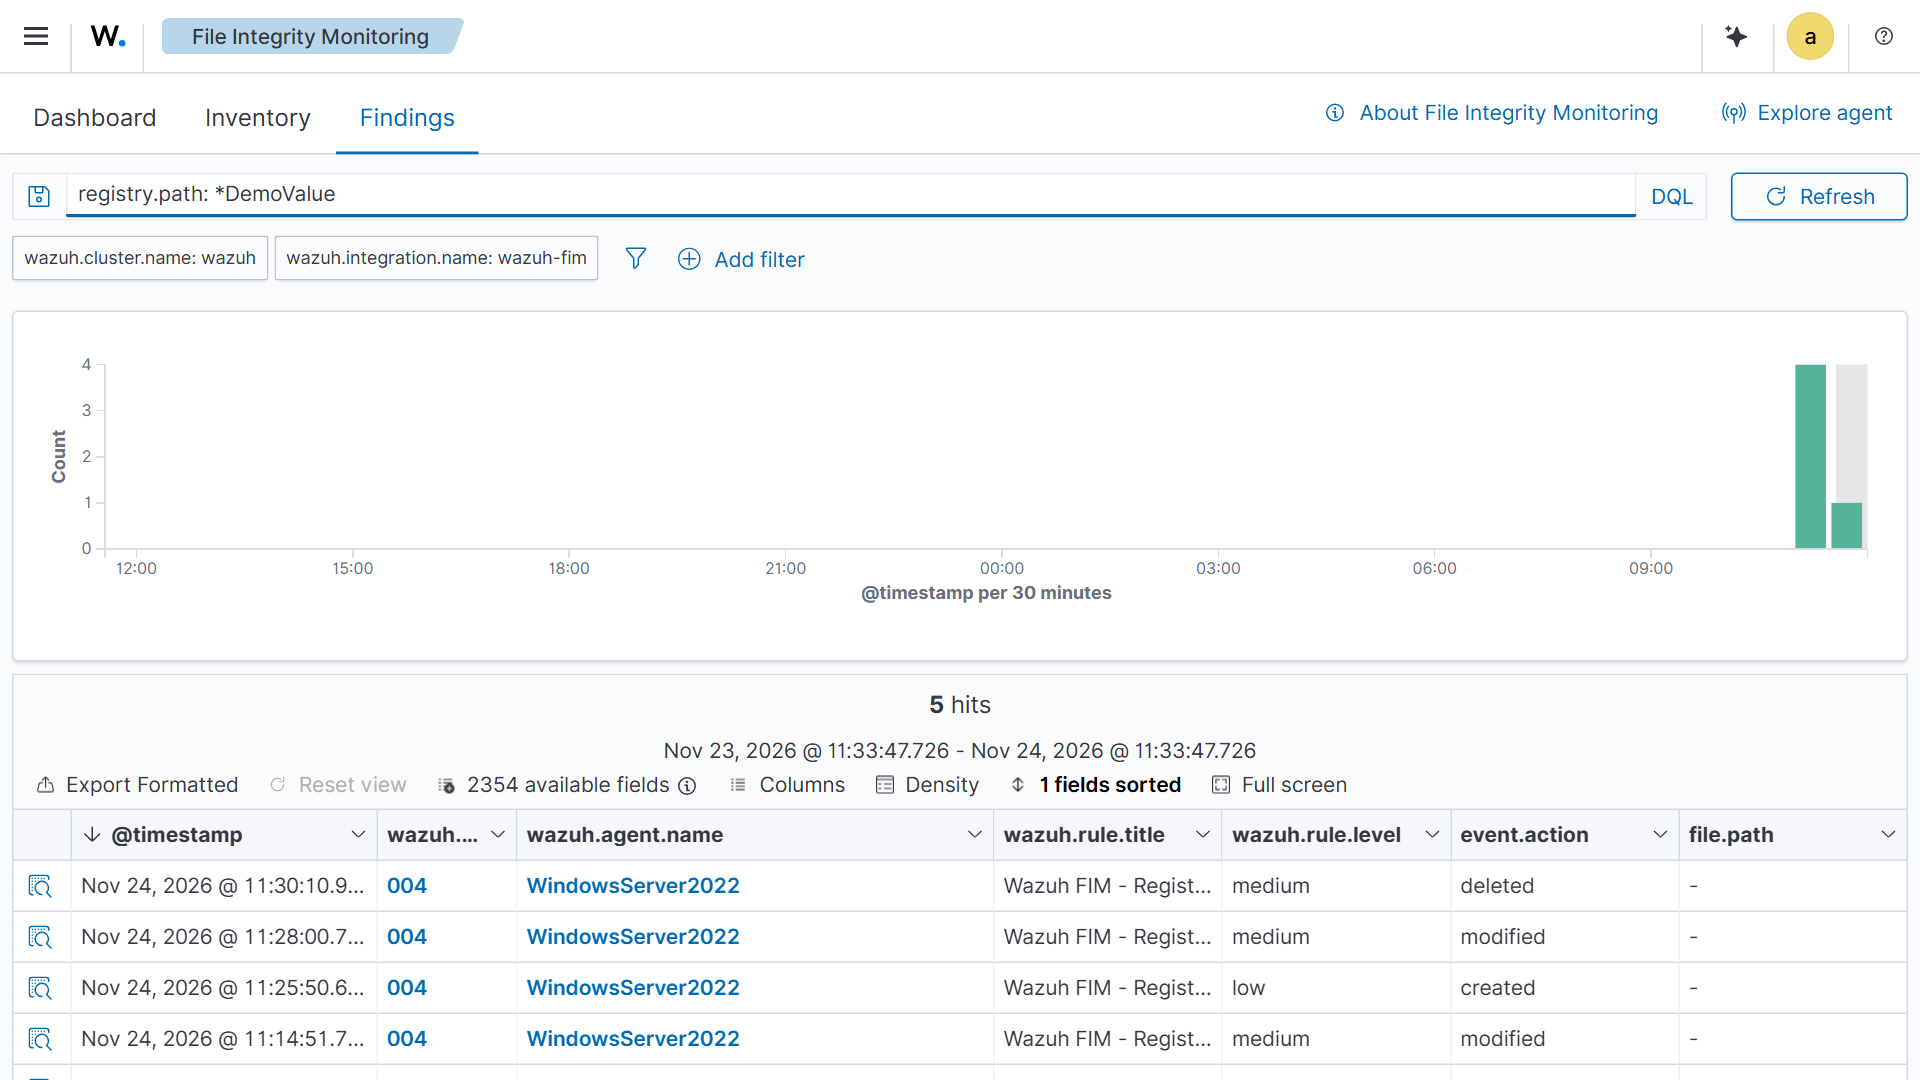 W. File Integrity Monitoring a
Dashboard Inventory Findings About File Integrity Monitoring Explore agent
registry.path: *DemoValue DQL Refresh
wazuh.cluster.name: wazuh wazuh.integration.name: wazuh-fim Add filter
4
3
2
1
0
Count
12:00 15:00 18:00 21:00 00:00 03:00 06:00 09:00
@timestamp per 30 minutes
5 hits
Nov 23, 2026 @ 11:33:47.726 - Nov 24, 2026 @ 11:33:47.726
Export Formatted Reset view 2354 available fields Columns Density 1 fields sorted Full screen
@timestamp wazuh.... wazuh.agent.name wazuh.rule.title wazuh.rule.level event.action file.path
Nov 24, 2026 @ 11:30:10.9... 004 WindowsServer2022 Wazuh FIM - Regist... medium deleted -
Nov 24, 2026 @ 11:28:00.7... 004 WindowsServer2022 Wazuh FIM - Regist... medium modified -
Nov 24, 2026 @ 11:25:50.6... 004 WindowsServer2022 Wazuh FIM - Regist... low created -
Nov 24, 2026 @ 11:14:51.7... 004 WindowsServer2022 Wazuh FIM - Regist... medium modified -